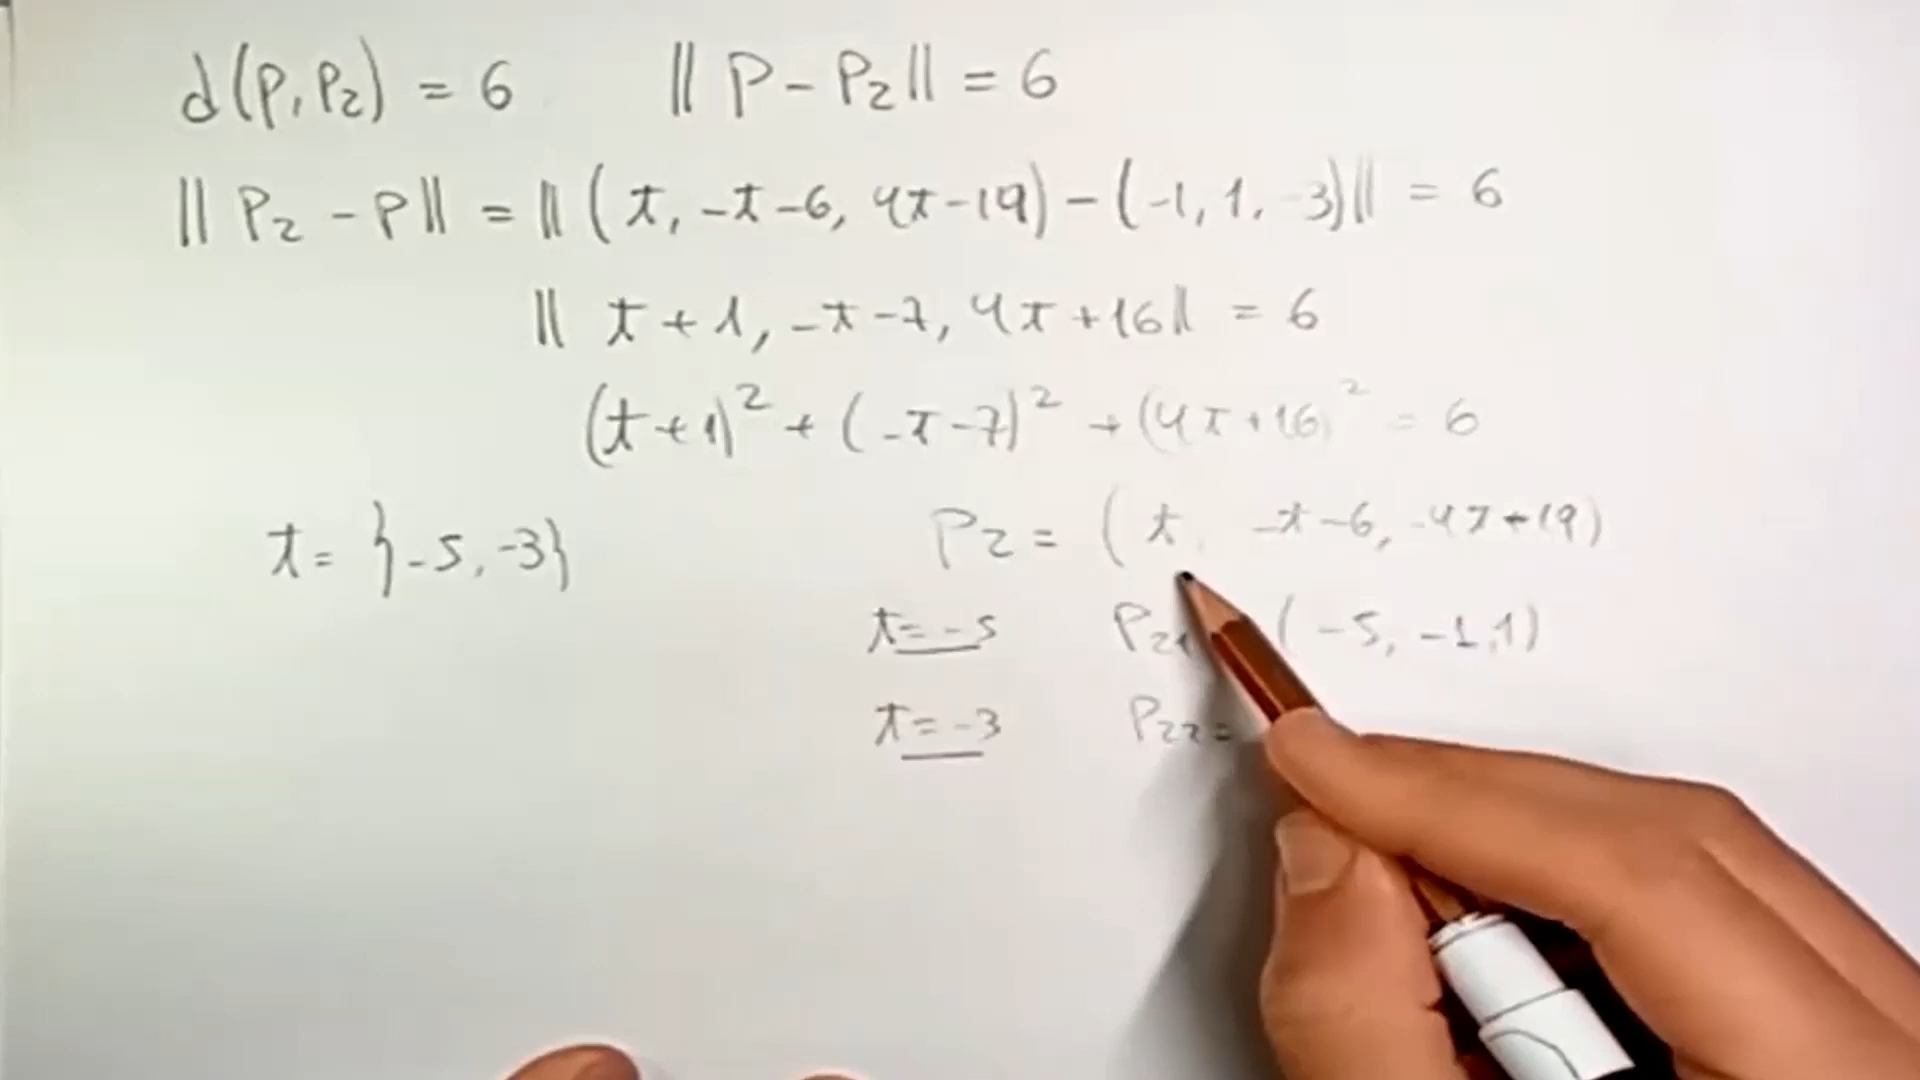 d(P,P2) = 6 || P - P2|| = 6
|| P2 - P|| = || (t, -t-6, 4t-19) - (-1, 1, -3)|| = 6
|| t+1, -t-7, 4t+16|| = 6
(t+1)² + (-t-7)² + (4t+16)² = 6
t = }-5, -3} P2 = (t, -t-6, -4t+19)
t=-5 P21 (-5, -1,1)
t=-3 P22=